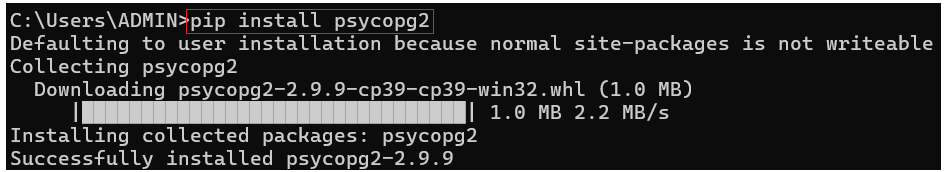 C:\Users\ADMIN>pip install psycopg2
Defaulting to user installation because normal site-packages is not writeable
Collecting psycopg2
  Downloading psycopg2-2.9.9-cp39-cp39-win32.whl (1.0 MB)
     |████████████████████████████████| 1.0 MB 2.2 MB/s
Installing collected packages: psycopg2
Successfully installed psycopg2-2.9.9